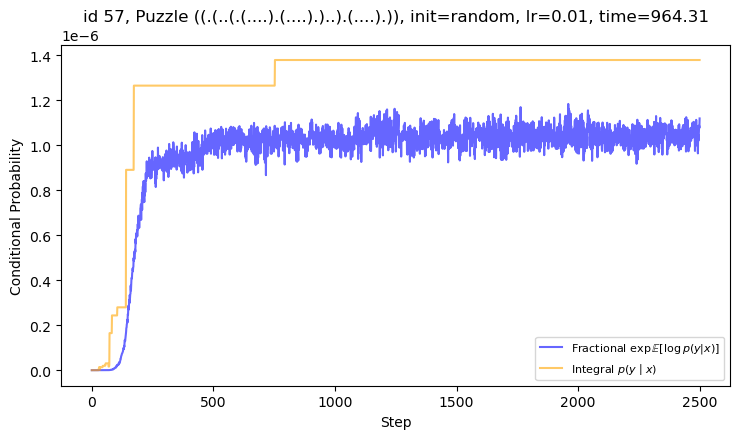 id 57, Puzzle ((.(..(.(....).(....).)..).(....).)), init=random, lr=0.01, time=964.31
1e−6
1.4
1.2
1.0
0.8
0.6
0.4
0.2
0.0
Conditional Probability
0
500
1000
1500
2000
2500
Step
Fractional exp 𝔼[log p(y|x)]
Integral p(y | x)